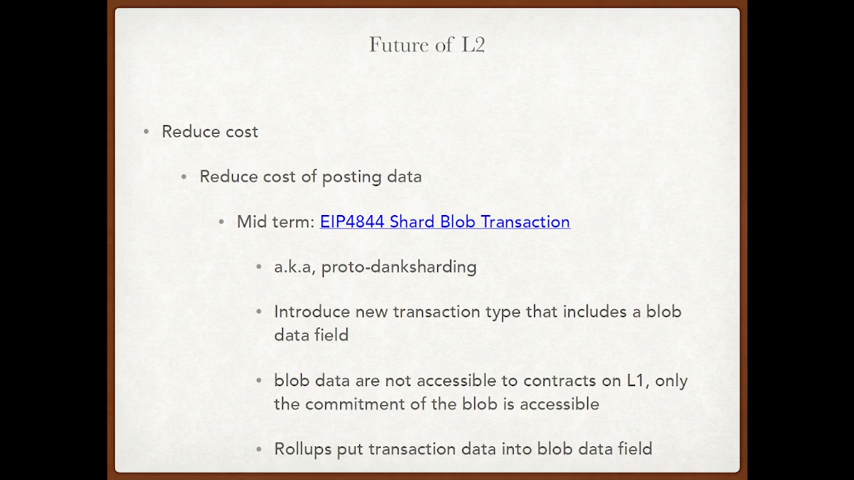 Future of L2
• Reduce cost
• Reduce cost of posting data
• Mid term: EIP4844 Shard Blob Transaction
• a.k.a, proto-danksharding
• Introduce new transaction type that includes a blob
data field
• blob data are not accessible to contracts on L1, only
the commitment of the blob is accessible
• Rollups put transaction data into blob data field